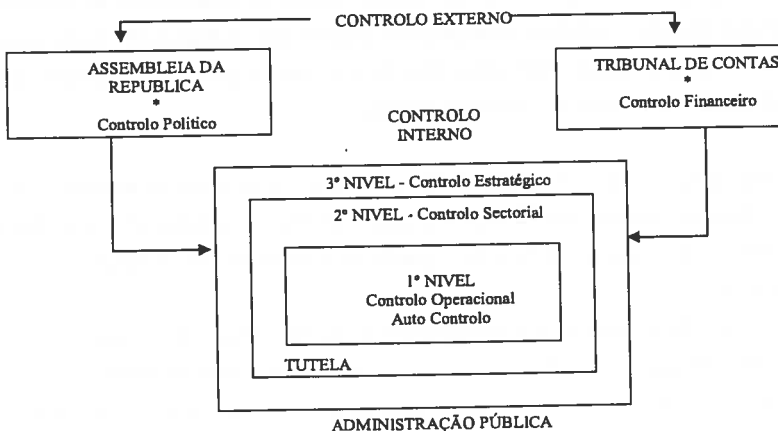 CONTROLO EXTERNO
ASSEMBLEIA DA
REPUBLICA
*
Controlo Politico
TRIBUNAL DE CONTAS
*
Controlo Financeiro
CONTROLO
INTERNO
3º NIVEL - Controlo Estratégico
2º NIVEL - Controlo Sectorial
1º NIVEL
Controlo Operacional
Auto Controlo
TUTELA
ADMINISTRAÇÃO PÚBLICA